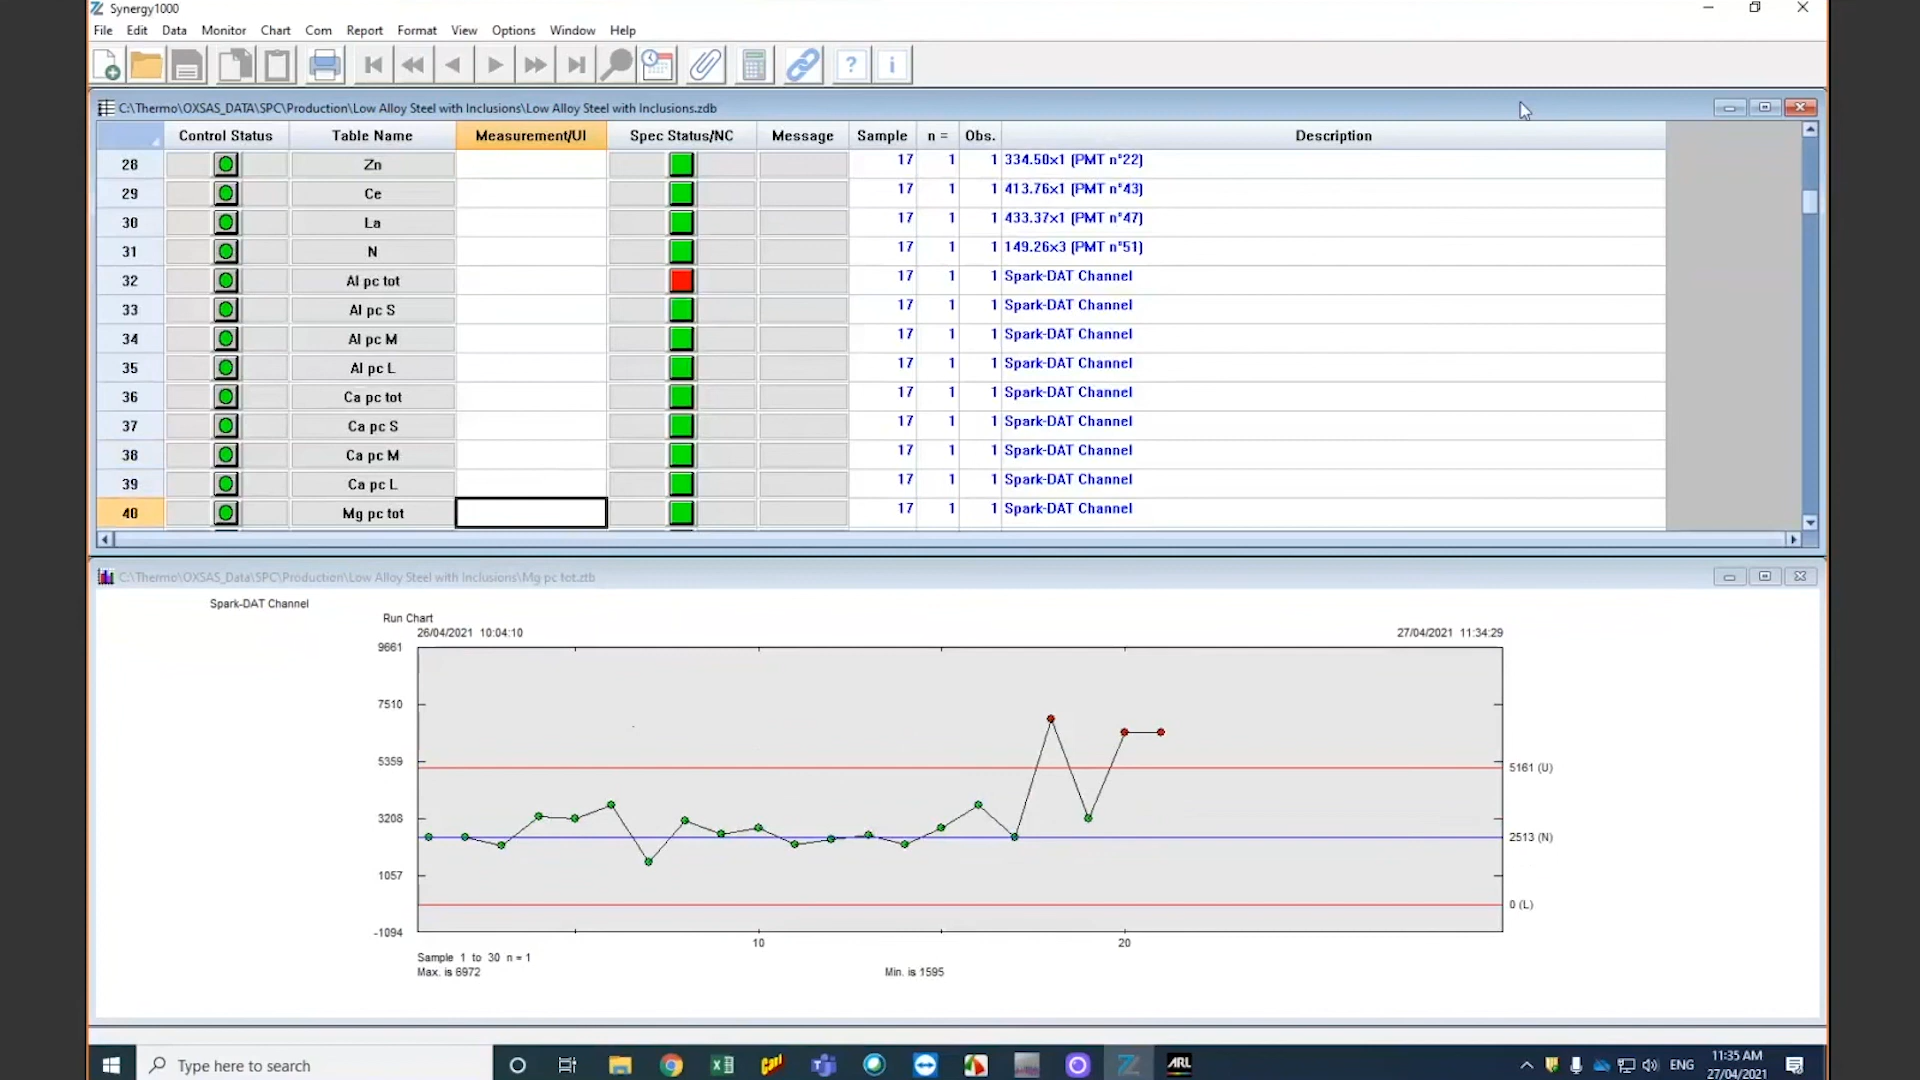 Synergy1000
File Edit Data Monitor Chart Com Report Format View Options Window Help
C:\Thermo\OXSAS_DATA\SPC\Production\Low Alloy Steel with Inclusions\Low Alloy Steel with Inclusions.zdb
Control Status Table Name Measurement/UI Spec Status/NC Message Sample n = Obs. Description
28 Zn 17 1 1 334.50x1 (PMT n°22)
29 Ce 17 1 1 413.76x1 (PMT n°43)
30 La 17 1 1 433.37x1 (PMT n°47)
31 N 17 1 1 149.26x3 (PMT n°51)
32 Al pc tot 17 1 1 Spark-DAT Channel
33 Al pc S 17 1 1 Spark-DAT Channel
34 Al pc M 17 1 1 Spark-DAT Channel
35 Al pc L 17 1 1 Spark-DAT Channel
36 Ca pc tot 17 1 1 Spark-DAT Channel
37 Ca pc S 17 1 1 Spark-DAT Channel
38 Ca pc M 17 1 1 Spark-DAT Channel
39 Ca pc L 17 1 1 Spark-DAT Channel
40 Mg pc tot 17 1 1 Spark-DAT Channel
C:\Thermo\OXSAS_Data\SPC\Production\Low Alloy Steel with Inclusions\Mg pc tot.ztb
Spark-DAT Channel
Run Chart
26/04/2021 10:04:10 27/04/2021 11:34:29
9661
7510
5359
5161 (U)
3208
2513 (N)
1057
0 (L)
-1094
10 20
Sample 1 to 30 n = 1
Max. is 6972 Min. is 1595
Type here to search
ARL
ENG
11:35 AM
27/04/2021